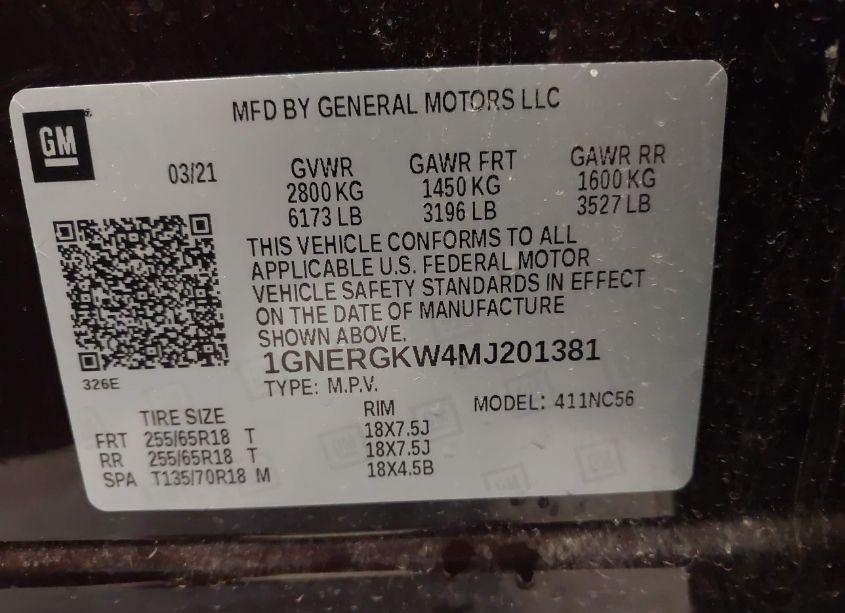 MFD BY GENERAL MOTORS LLC
GM
03/21 GVWR GAWR FRT GAWR RR
2800 KG 1450 KG 1600 KG
6173 LB 3196 LB 3527 LB
THIS VEHICLE CONFORMS TO ALL
APPLICABLE U.S. FEDERAL MOTOR
VEHICLE SAFETY STANDARDS IN EFFECT
ON THE DATE OF MANUFACTURE
SHOWN ABOVE.
1GNERGKW4MJ201381
326E
TYPE: M.P.V.
MODEL: 411NC56
TIRE SIZE RIM
FRT 255/65R18 T 18X7.5J
RR 255/65R18 T 18X7.5J
SPA T135/70R18 M 18X4.5B